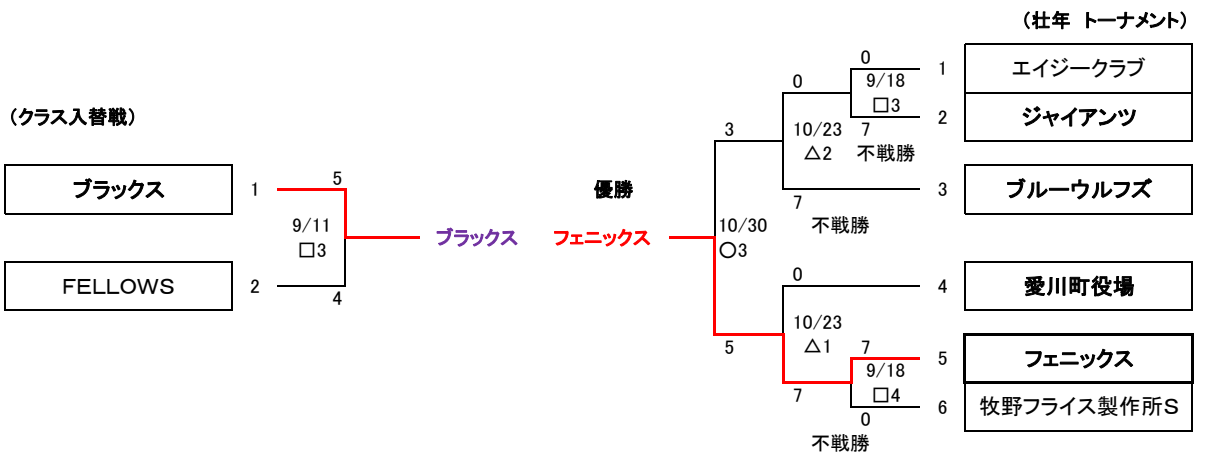 （クラス入替戦）
ブラックス
1
5
9/11
□3
ブラックス
FELLOWS
2
4
（壮年 トーナメント）
優勝
フェニックス
10/30
○3
3
5
0
10/23
△2
7
不戦勝
0
9/18
□3
7
不戦勝
1
エイジークラブ
2
ジャイアンツ
3
ブルーウルフズ
0
10/23
△1
7
4
愛川町役場
7
9/18
□4
0
不戦勝
5
フェニックス
6
牧野フライス製作所S